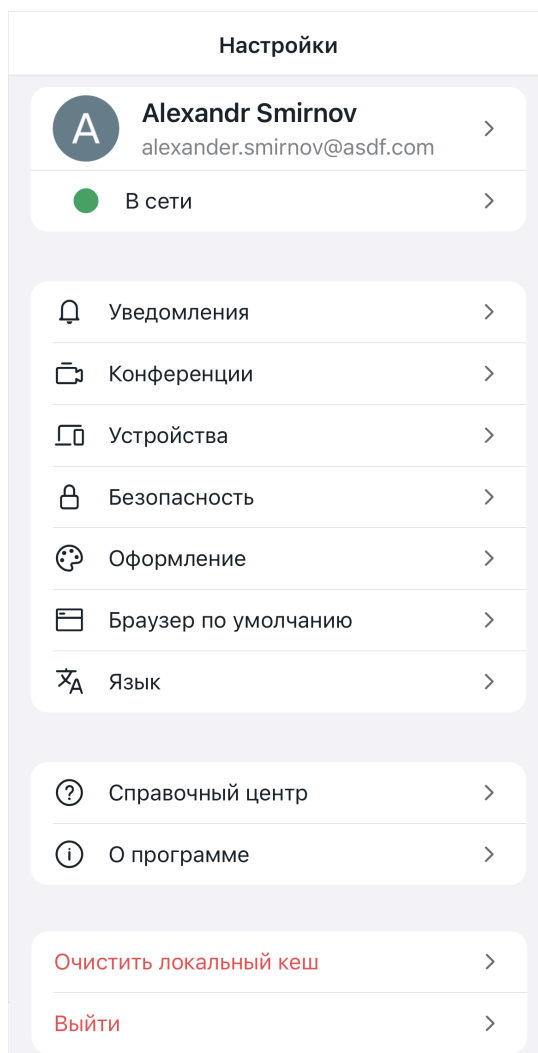 Настройки
A
Alexandr Smirnov
alexander.smirnov@asdf.com
В сети
Уведомления
Конференции
Устройства
Безопасность
Оформление
Браузер по умолчанию
Язык
Справочный центр
О программе
Очистить локальный кеш
Выйти